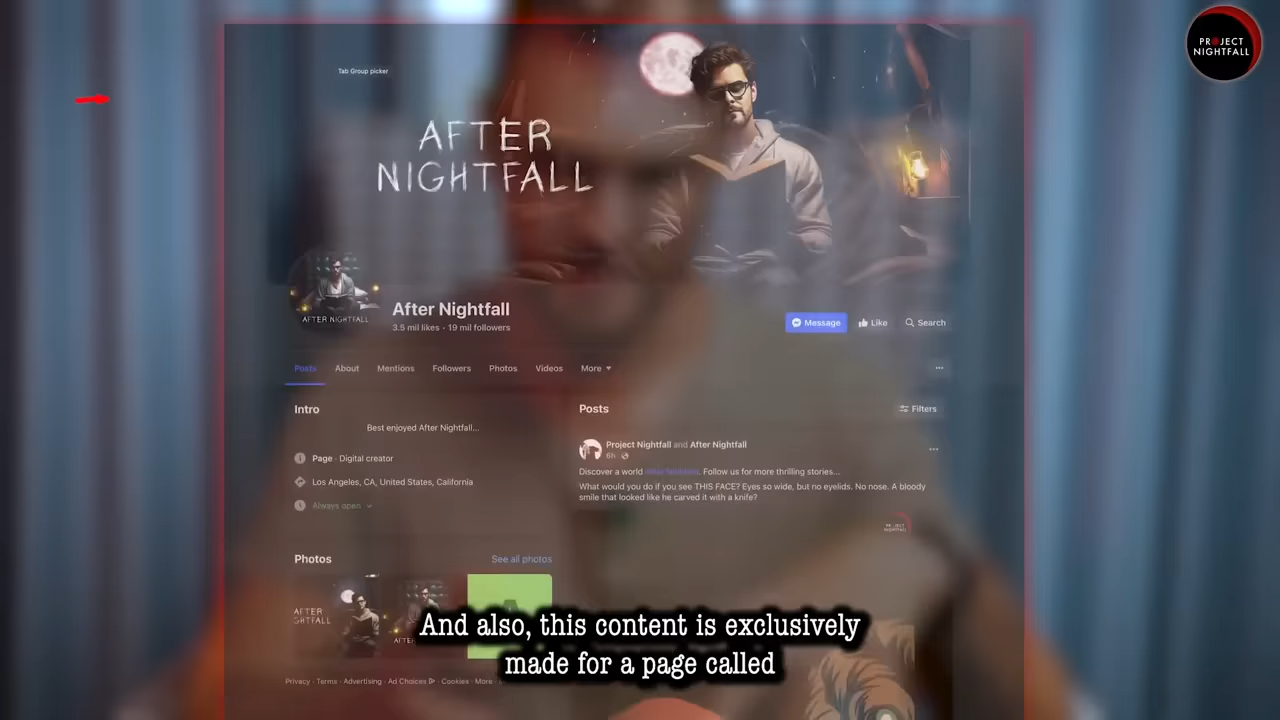 PROJECT
NIGHTFALL
Tab Group picker
AFTER
NIGHTFALL
AFTER NIGHTFALL
After Nightfall
3.5 mil likes • 19 mil followers
Message
Like
Search
Posts
About
Mentions
Followers
Photos
Videos
More
Intro
Best enjoyed After Nightfall...
Page · Digital creator
Los Angeles, CA, United States, California
Always open
Photos
See all photos
AFTER
Privacy · Terms · Advertising · Ad Choices · Cookies · More ·
Posts
Filters
Project Nightfall and After Nightfall
6h
Discover a world . Follow us for more thrilling stories...
What would you do if you see THIS FACE? Eyes so wide, but no eyelids. No nose. A bloody
smile that looked like he carved it with a knife?
PROJECT
NIGHTFALL
And also, this content is exclusively
made for a page called